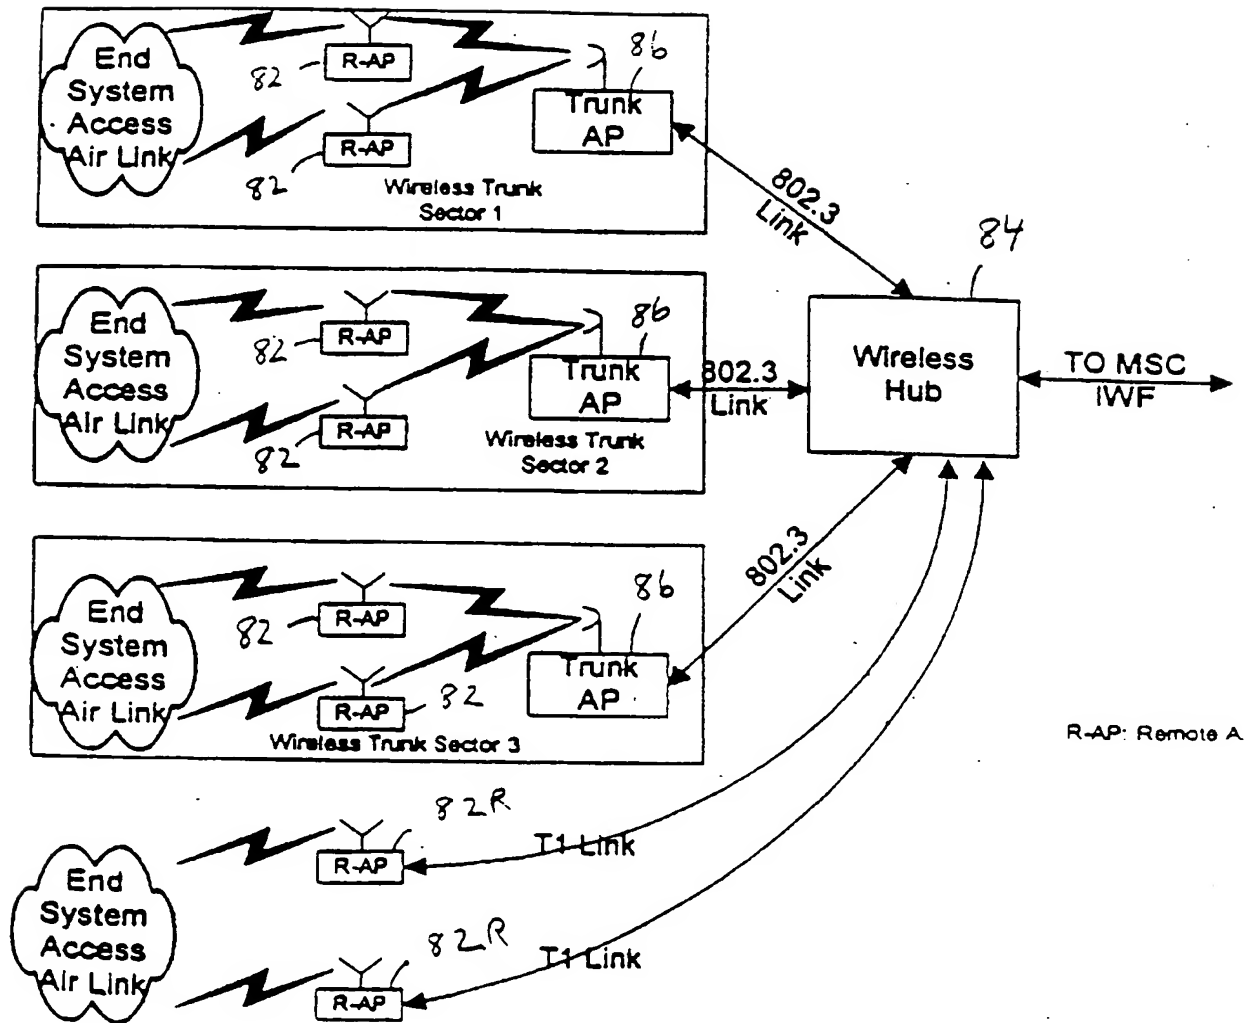 End
System
Access
Air Link
82
R-AP
82
R-AP
86
Trunk
AP
Wireless Trunk
Sector 1
802.3
Link
84
End
System
Access
Air Link
82
R-AP
82
R-AP
86
Trunk
AP
Wireless Trunk
Sector 2
802.3
Link
Wireless
Hub
TO MSC
IWF
End
System
Access
Air Link
82
R-AP
R-AP
82
86
Trunk
AP
Wireless Trunk Sector 3
802.3
Link
R-AP: Remote A
End
System
Access
Air Link
82R
R-AP
T1 Link
82R
R-AP
T1 Link